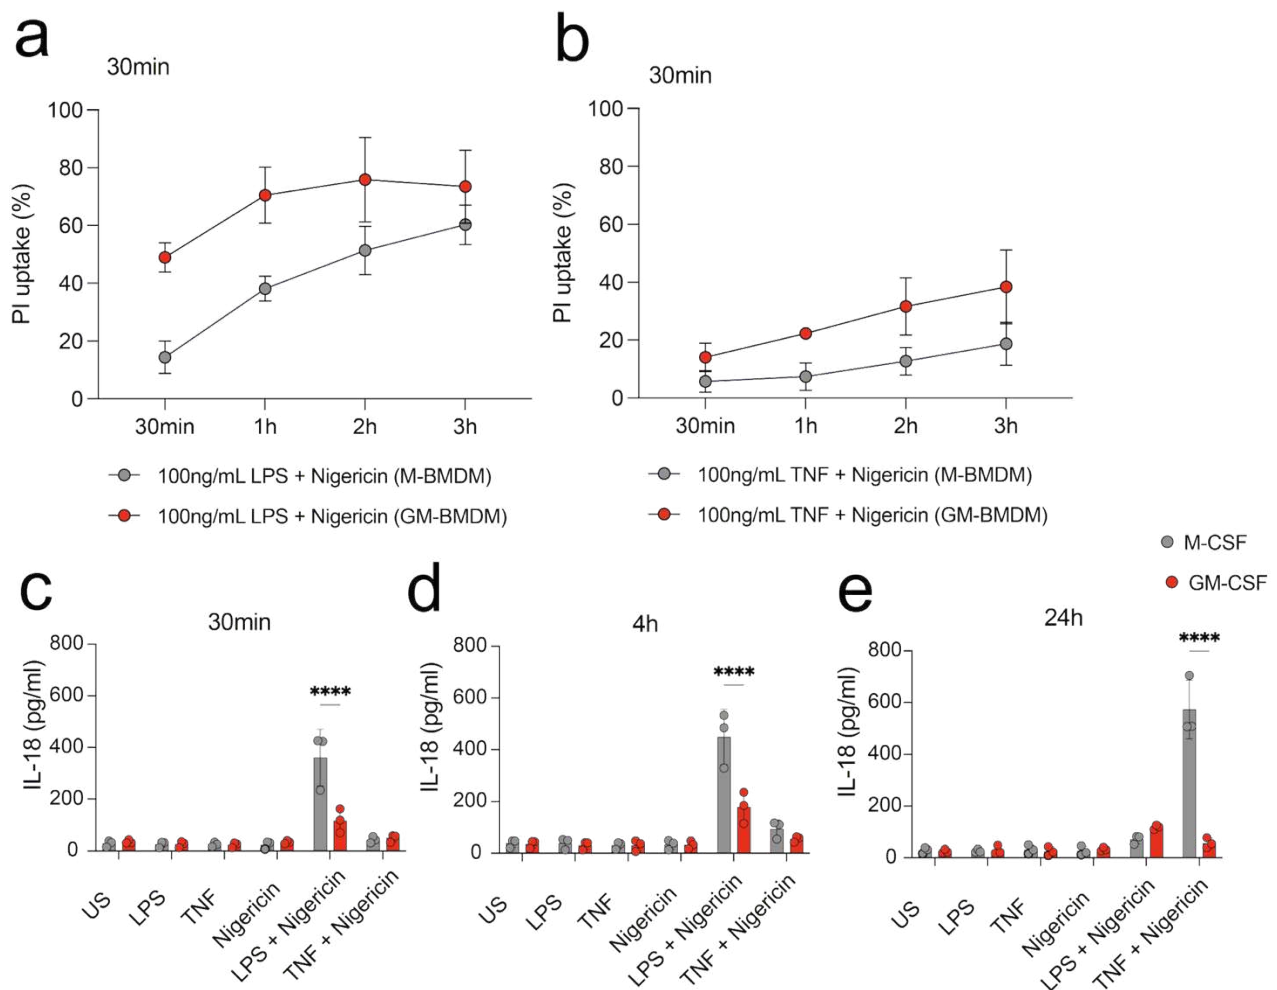 a
30min
PI uptake (%)
100
80
60
40
20
0
30min 1h 2h 3h
100ng/mL LPS + Nigericin (M-BMDM)
100ng/mL LPS + Nigericin (GM-BMDM)
b
30min
PI uptake (%)
100
80
60
40
20
0
30min 1h 2h 3h
100ng/mL TNF + Nigericin (M-BMDM)
100ng/mL TNF + Nigericin (GM-BMDM)
M-CSF
GM-CSF
c
30min
IL-18 (pg/ml)
800
600
400
200
0
****
US
LPS
TNF
Nigericin
LPS + Nigericin
TNF + Nigericin
d
4h
IL-18 (pg/ml)
800
600
400
200
0
****
US
LPS
TNF
Nigericin
LPS + Nigericin
TNF + Nigericin
e
24h
IL-18 (pg/ml)
800
600
400
200
0
****
US
LPS
TNF
Nigericin
LPS + Nigericin
TNF + Nigericin